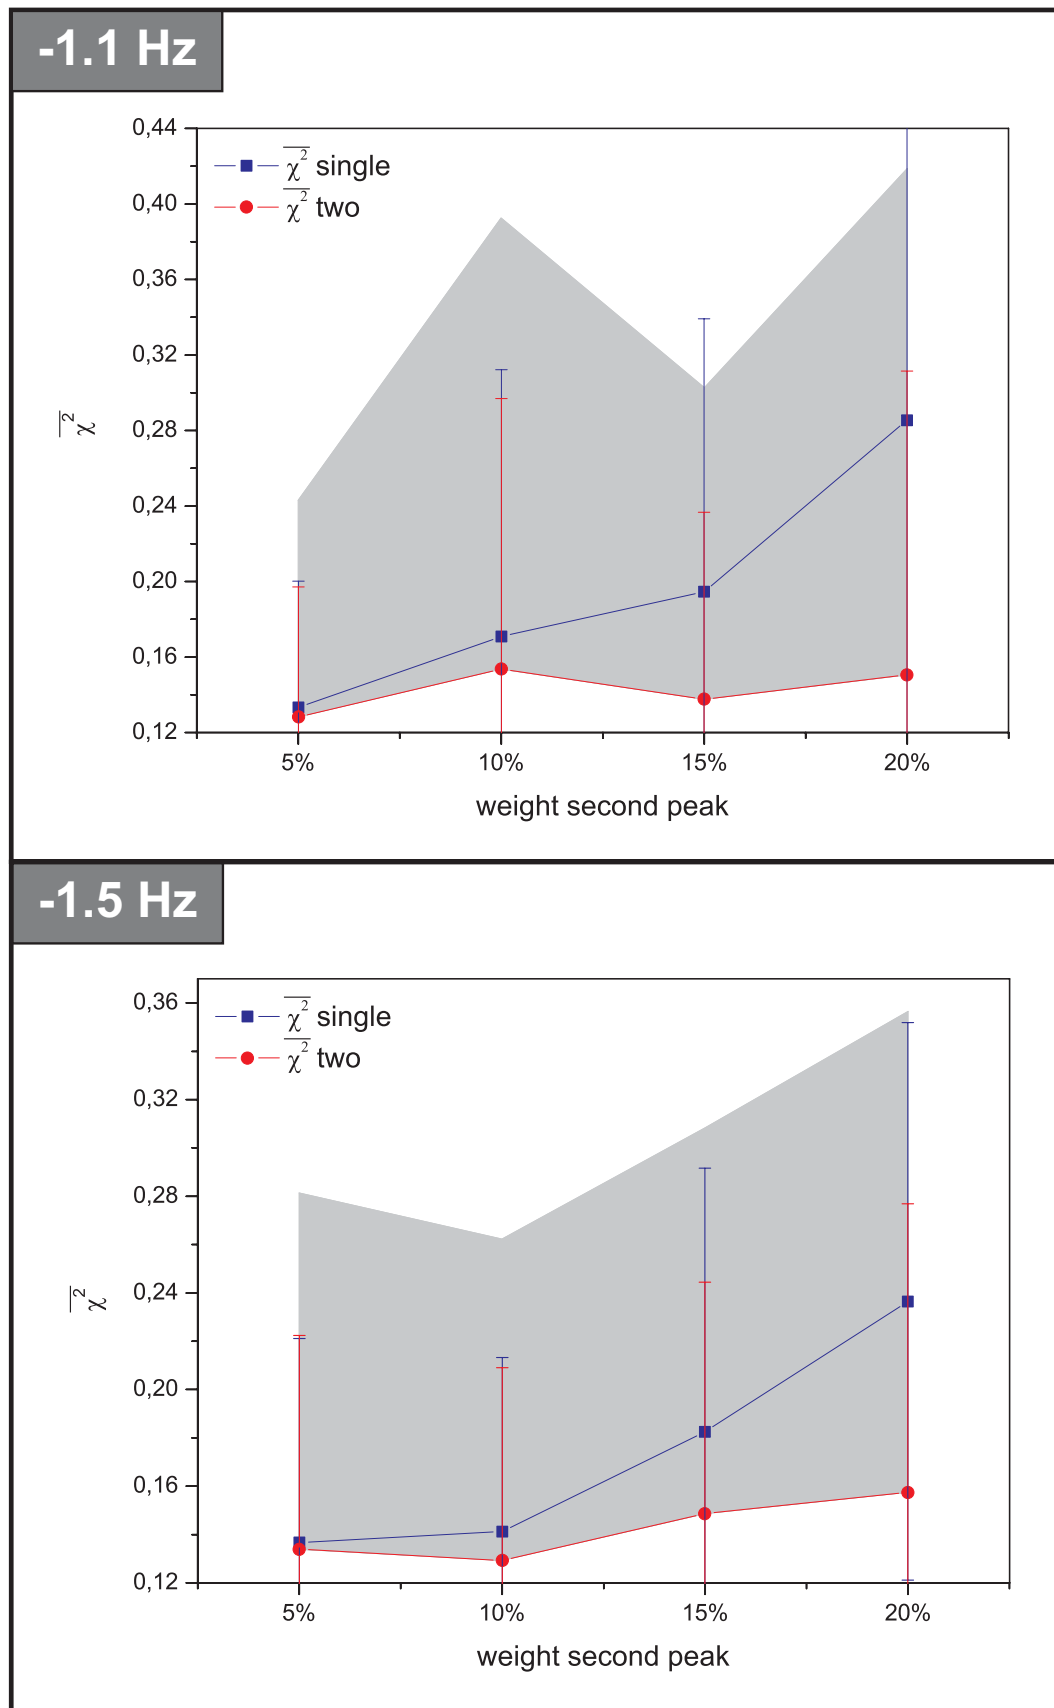 -1.1 Hz
0,44
0,40
0,36
0,32
0,28
0,24
0,20
0,16
0,12
χ² single
χ² two
χ²
5% 10% 15% 20%
weight second peak
-1.5 Hz
0,36
0,32
0,28
0,24
0,20
0,16
0,12
χ² single
χ² two
χ²
5% 10% 15% 20%
weight second peak